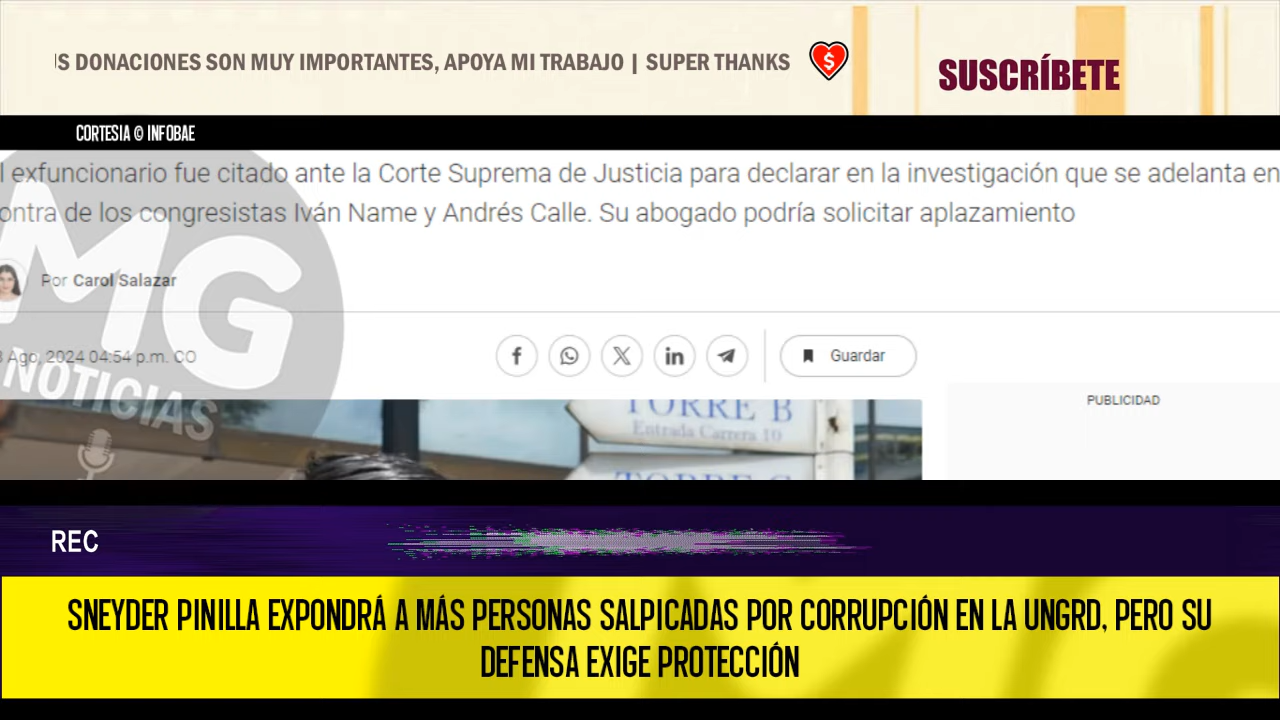 S DONACIONES SON MUY IMPORTANTES, APOYA MI TRABAJO | SUPER THANKS
SUSCRÍBETE
CORTESIA © INFOBAE
l exfuncionario fue citado ante la Corte Suprema de Justicia para declarar en la investigación que se adelanta en
ontra de los congresistas Iván Name y Andrés Calle. Su abogado podría solicitar aplazamiento
Por Carol Salazar
Ago, 2024 04:54 p.m. CO
Guardar
MG
NOTICIAS
PUBLICIDAD
TORRE B
Entrada Carrera 10
REC
SNEYDER PINILLA EXPONDRÁ A MÁS PERSONAS SALPICADAS POR CORRUPCIÓN EN LA UNGRD, PERO SU
DEFENSA EXIGE PROTECCIÓN